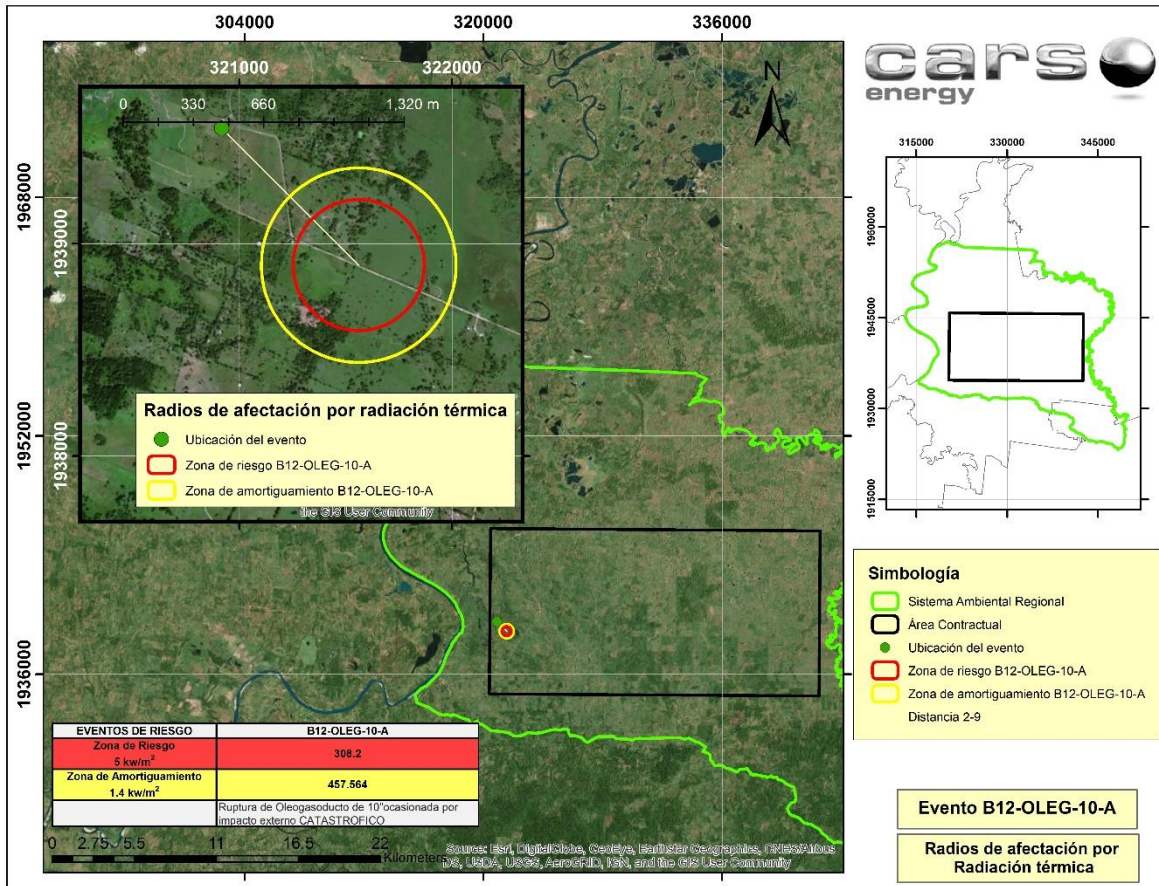 304000
320000
336000
321000
322000
0
330
660
1,320 m
N
1968000
1939000
1952000
1938000
1936000
Radios de afectación por radiación térmica
Ubicación del evento
Zona de riesgo B12-OLEG-10-A
Zona de amortiguamiento B12-OLEG-10-A
the GIS User Community
EVENTOS DE RIESGO
B12-OLEG-10-A
Zona de Riesgo
5 kw/m²
308.2
Zona de Amortiguamiento
1.4 kw/m²
457.564
Ruptura de Oleogasoducto de 10"ocasionada por
impacto externo CATASTROFICO
0 2.75 5.5 11 16.5 22
Kilometers
Source: Esri, DigitalGlobe, GeoEye, Earthstar Geographics, CNES/Airbus
DS, USDA, USGS, AeroGRID, IGN, and the GIS User Community
cars
energy
315000
330000
345000
1960000
1945000
1930000
1915000
Simbología
Sistema Ambiental Regional
Área Contractual
Ubicación del evento
Zona de riesgo B12-OLEG-10-A
Zona de amortiguamiento B12-OLEG-10-A
Distancia 2-9
Evento B12-OLEG-10-A
Radios de afectación por
Radiación térmica